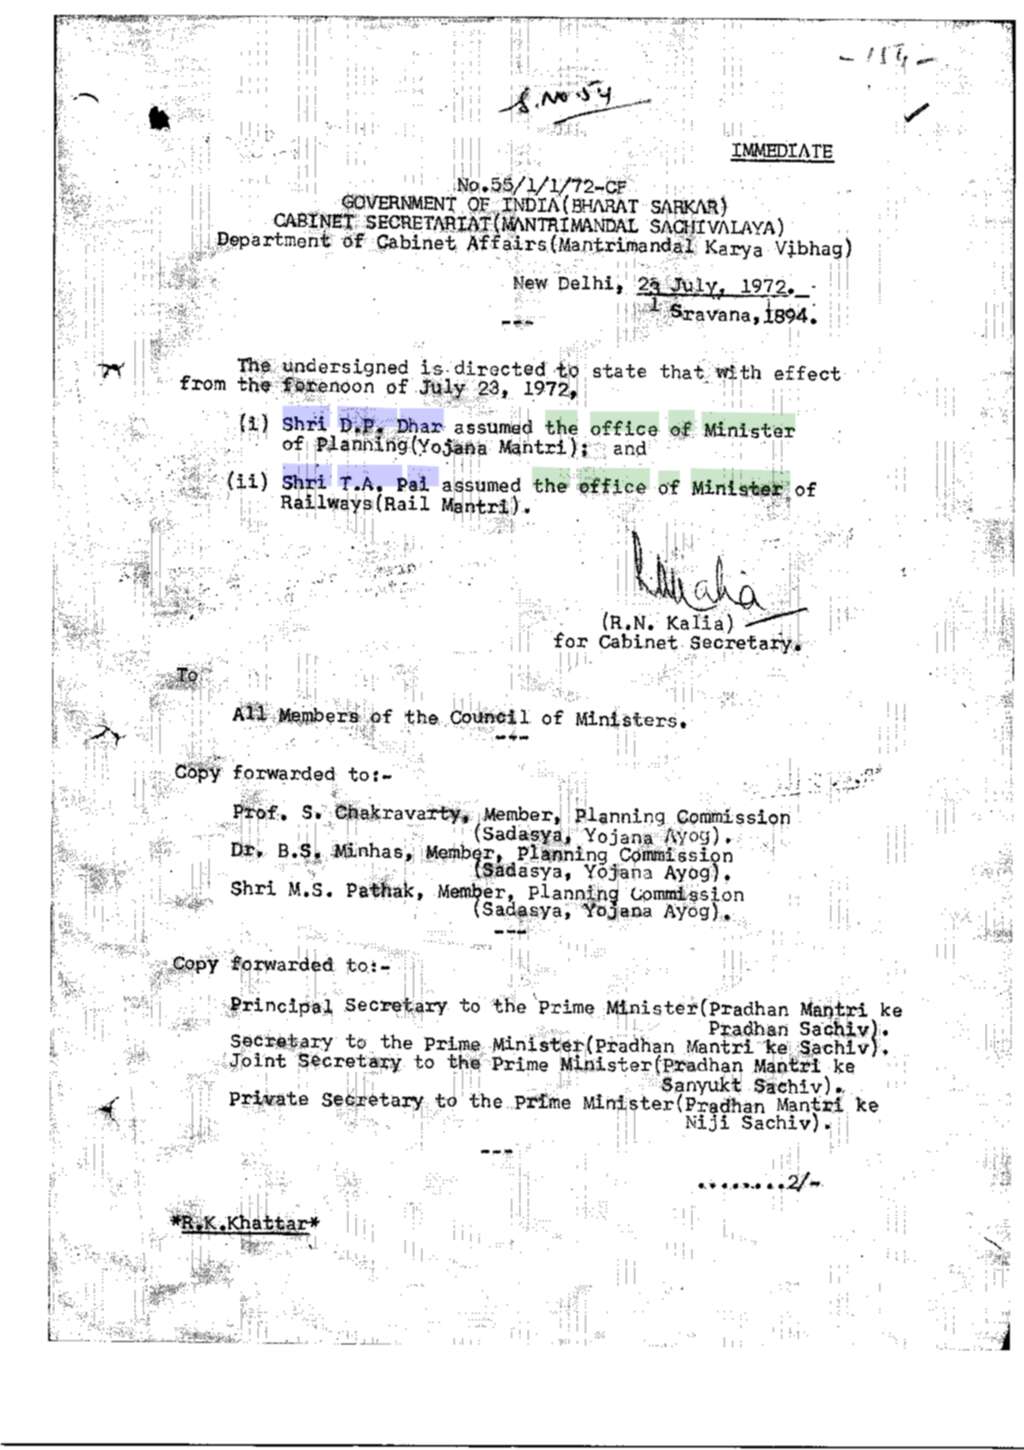 - 154 -
S.No.54
IMMEDIATE
No.55/1/1/72-CF
GOVERNMENT OF INDIA(BHARAT SARKAR)
CABINET SECRETARIAT(MANTRIMANDAL SACHIVALAYA)
Department of Cabinet Affairs(Mantrimandal Karya Vibhag)
New Delhi, July, 1972.
1 Sravana,1894.
---
The undersigned is directed to state that with effect
from the forenoon of July 23, 1972,
(i) Shri D.P. Dhar assumed the office of Minister
of Planning(Yojana Mantri); and
(ii) Shri T.A. Pai assumed the office of Minister of
Railways(Rail Mantri).
(R.N. Kalia)
for Cabinet Secretary.
To
All Members of the Council of Ministers.
---
Copy forwarded to:-
Prof. S. Chakravarty, Member, Planning Commission
(Sadasya, Yojana Ayog).
Dr. B.S. Minhas, Member, Planning Commission
(Sadasya, Yojana Ayog).
Shri M.S. Pathak, Member, Planning Commission
(Sadasya, Yojana Ayog).
---
Copy forwarded to:-
Principal Secretary to the Prime Minister(Pradhan Mantri ke
Pradhan Sachiv).
Secretary to the Prime Minister(Pradhan Mantri ke Sachiv).
Joint Secretary to the Prime Minister(Pradhan Mantri ke
Sanyukt Sachiv).
Private Secretary to the Prime Minister(Pradhan Mantri ke
Niji Sachiv).
---
.........2/-
*R.K.Khattar*